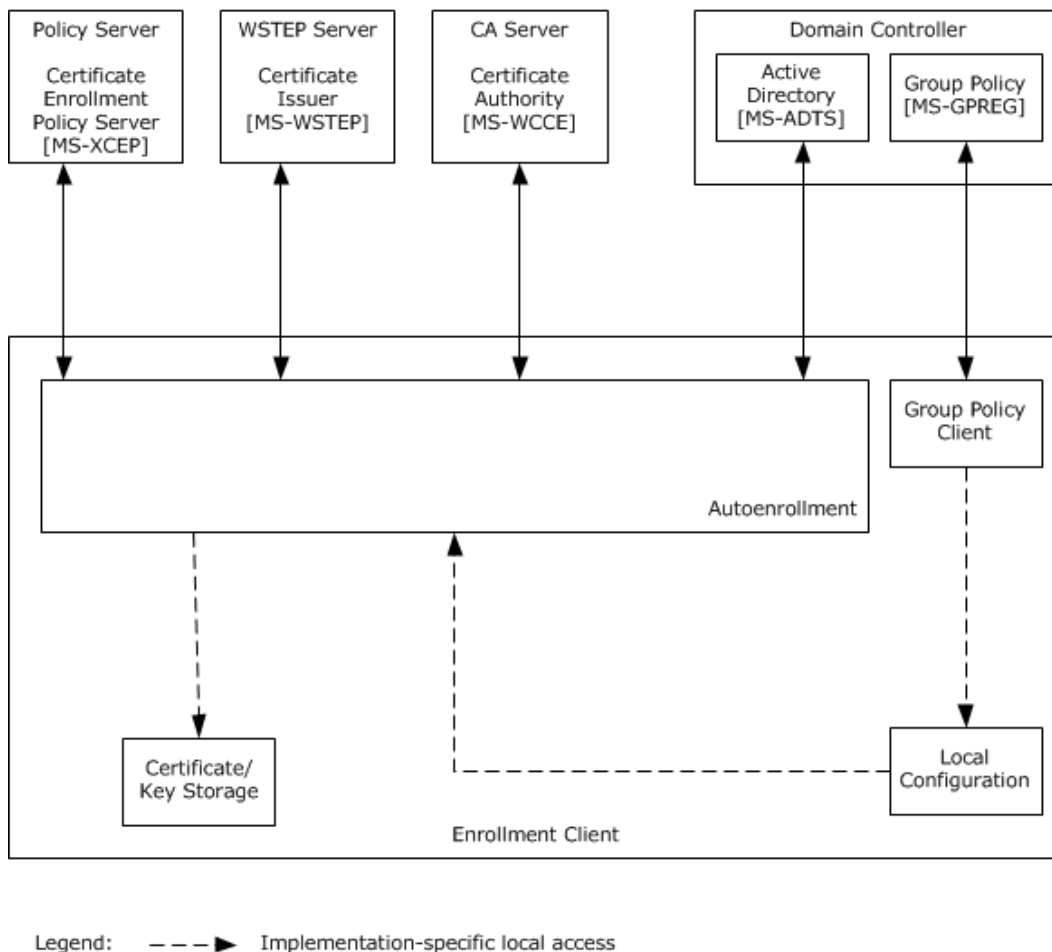 Policy Server
Certificate
Enrollment
Policy Server
[MS-XCEP]
WSTEP Server
Certificate
Issuer
[MS-WSTEP]
CA Server
Certificate
Authority
[MS-WCCE]
Domain Controller
Active
Directory
[MS-ADTS]
Group Policy
[MS-GPREG]
Group Policy
Client
Autoenrollment
Certificate/
Key Storage
Local
Configuration
Enrollment Client
Legend: Implementation-specific local access